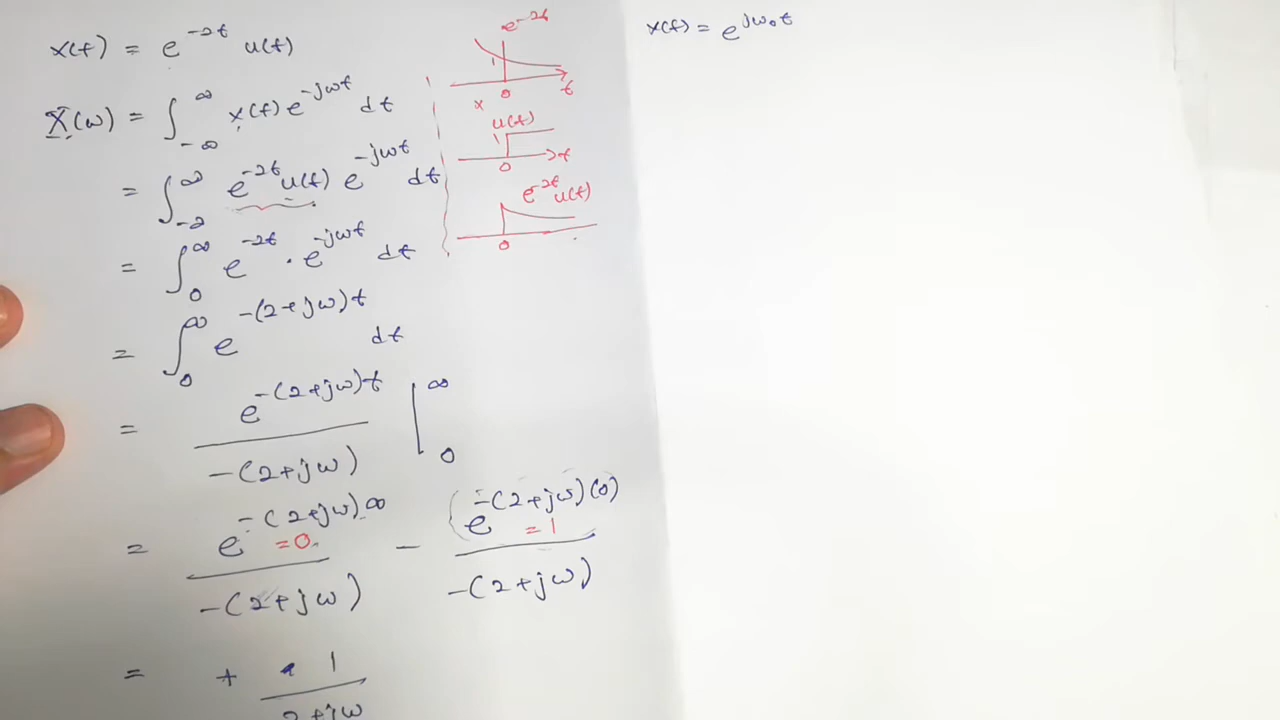 x(t) = e^{-2t} u(t)
X(ω) = ∫_{-∞}^{∞} x(t) e^{-jωt} dt
= ∫_{-∞}^{∞} e^{-2t} u(t) e^{-jωt} dt
= ∫_{0}^{∞} e^{-2t} · e^{-jωt} dt
= ∫_{0}^{∞} e^{-(2+jω)t} dt
= e^{-(2+jω)t} / -(2+jω) |_{0}^{∞}
= e^{-(2+jω)∞} =0 / -(2+jω) - e^{-(2+jω)(0)} =1 / -(2+jω)
= + 1 / 2+jω
e^{-2t}
1
0 t
x
u(t)
1
0 t
e^{-2t} u(t)
0
x(t) = e^{jω₀t}